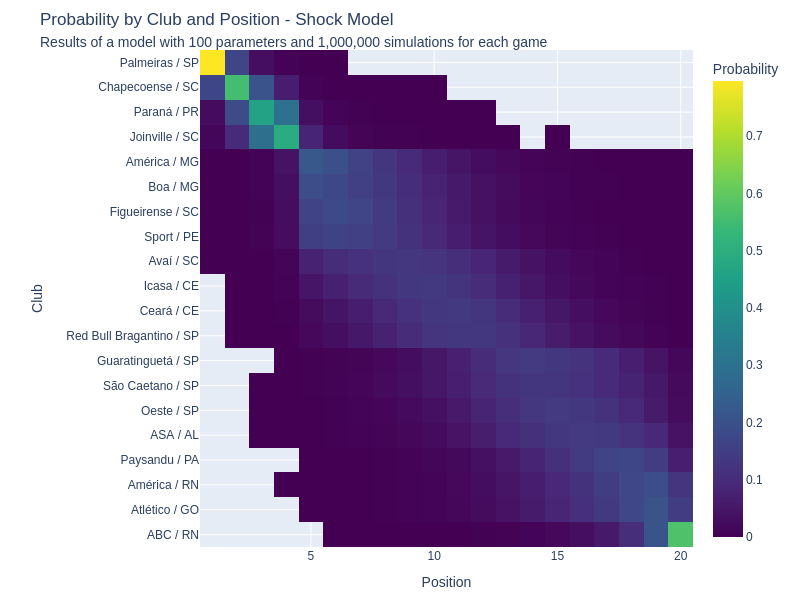 Probability by Club and Position - Shock Model
Results of a model with 100 parameters and 1,000,000 simulations for each game
Palmeiras / SP
Chapecoense / SC
Paraná / PR
Joinville / SC
América / MG
Boa / MG
Figueirense / SC
Sport / PE
Avaí / SC
Icasa / CE
Ceará / CE
Red Bull Bragantino / SP
Guaratinguetá / SP
São Caetano / SP
Oeste / SP
ASA / AL
Paysandu / PA
América / RN
Atlético / GO
ABC / RN
Club
5
10
15
20
Position
Probability
0.7
0.6
0.5
0.4
0.3
0.2
0.1
0